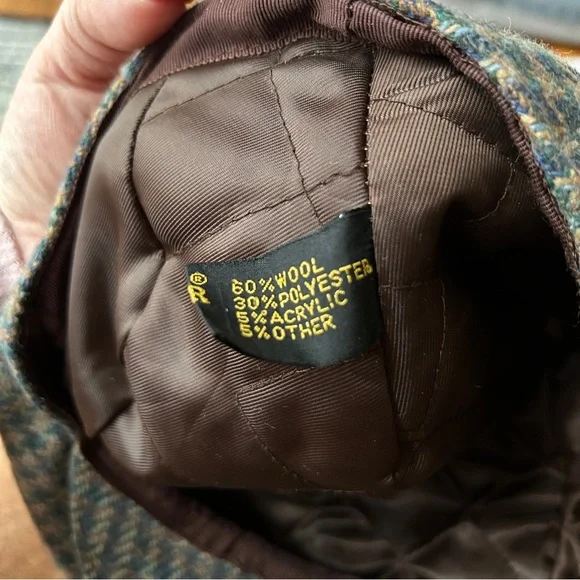 ®
R
60%WOOL
30%POLYESTER
5%ACRYLIC
5%OTHER